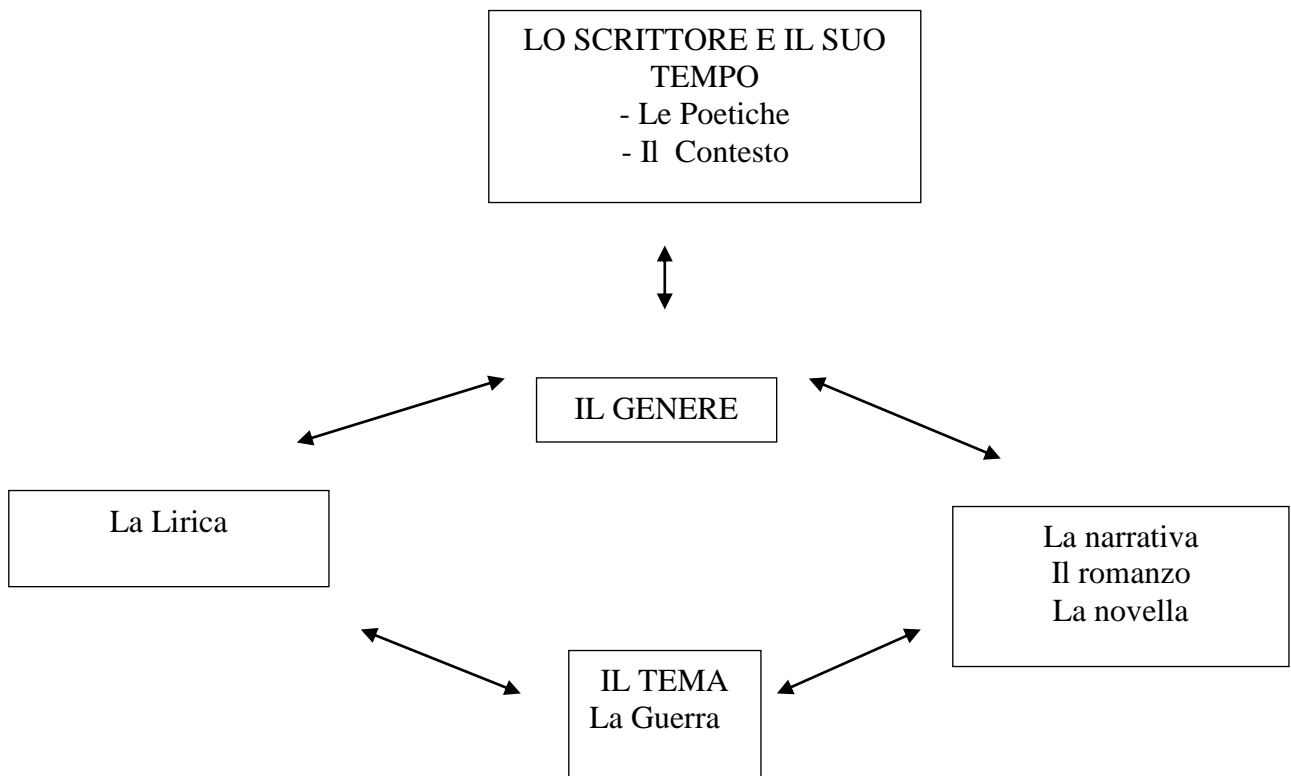 LO SCRITTORE E IL SUO
TEMPO
- Le Poetiche
- Il Contesto
IL GENERE
La Lirica
La narrativa
Il romanzo
La novella
IL TEMA
La Guerra